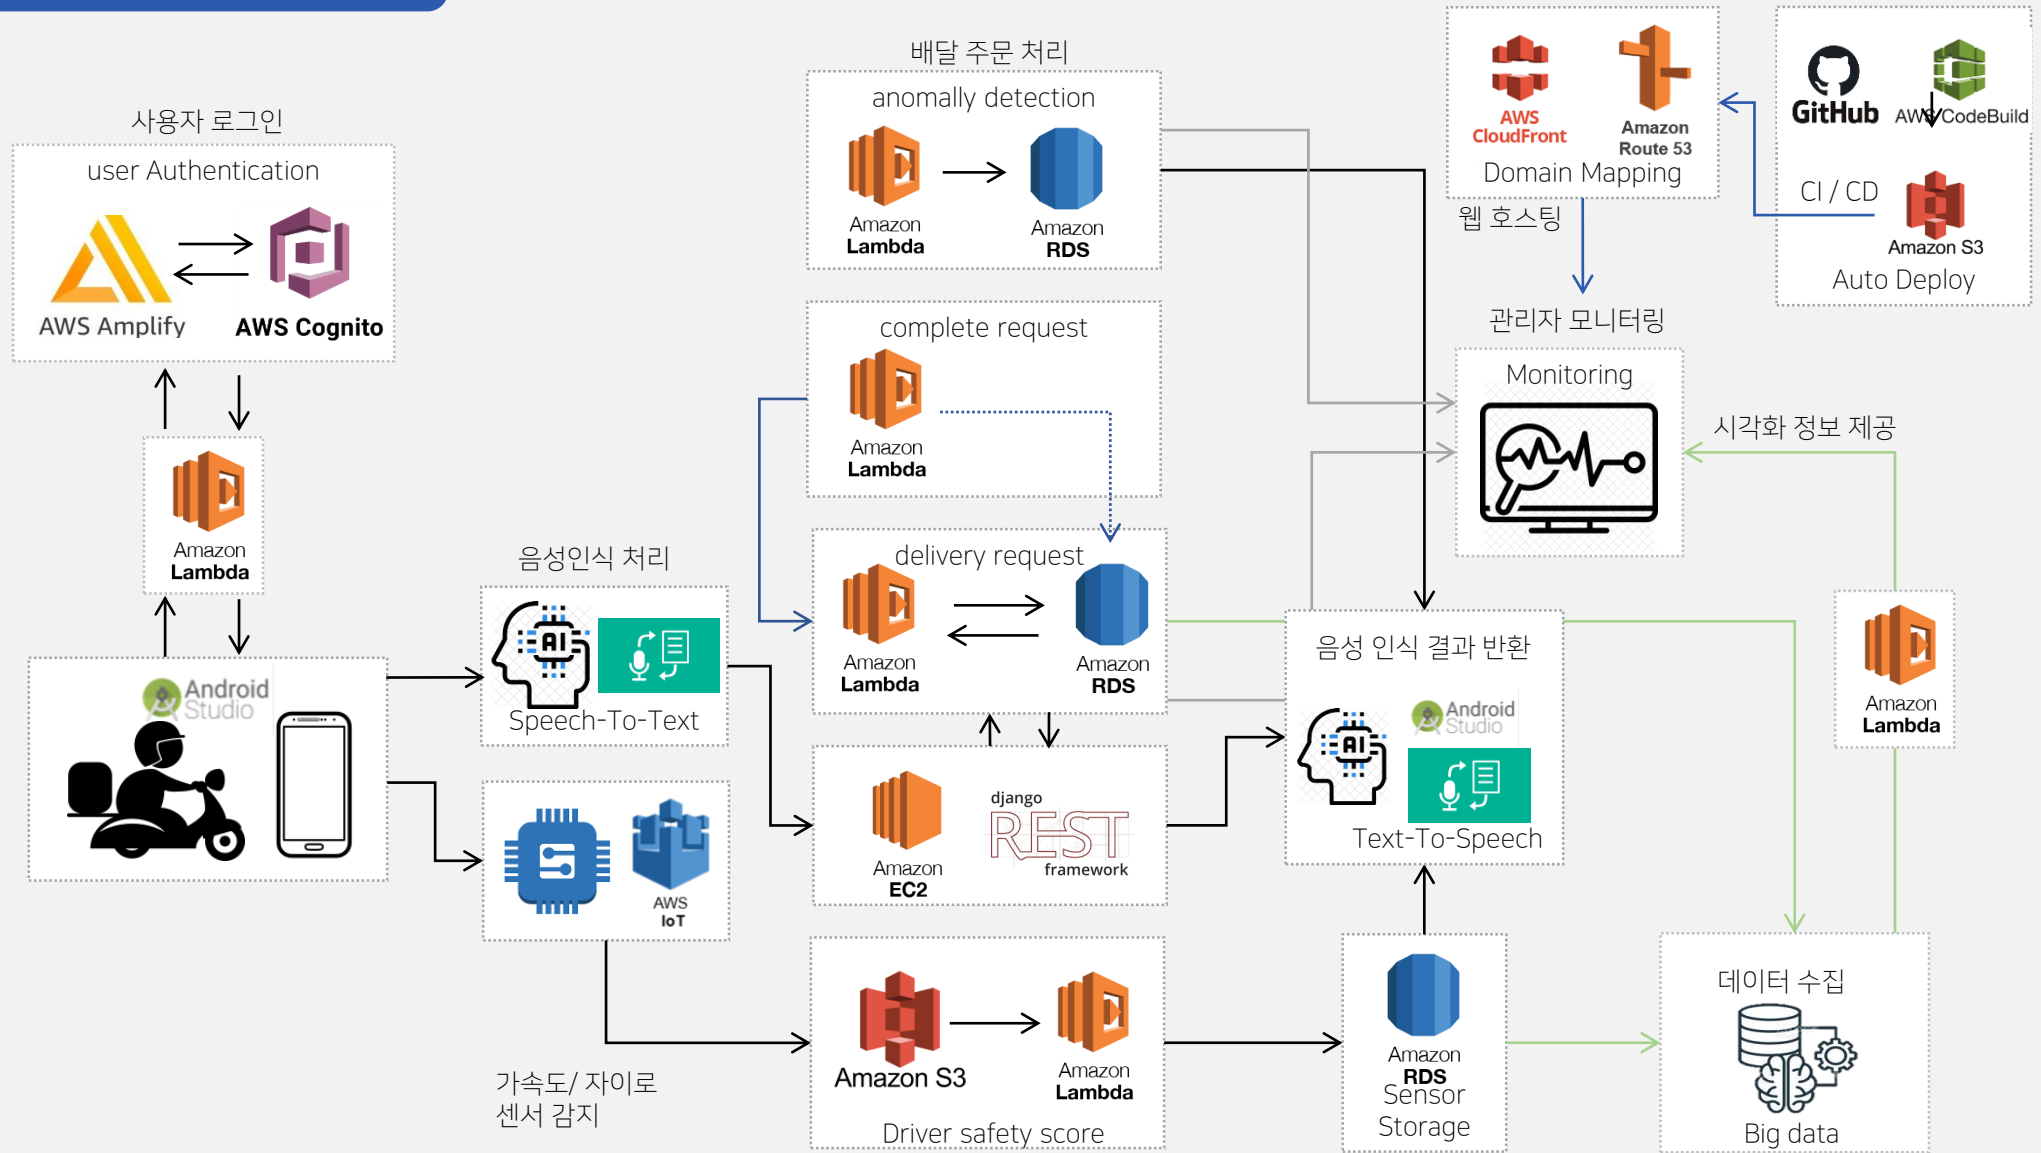 사용자 로그인
user Authentication
AWS Amplify
AWS Cognito
Amazon
Lambda
Android
Studio
음성인식 처리
AI
Speech-To-Text
AWS
IoT
가속도/ 자이로
센서 감지
배달 주문 처리
anomally detection
Amazon
Lambda
Amazon
RDS
complete request
Amazon
Lambda
delivery request
Amazon
Lambda
Amazon
RDS
Amazon
EC2
django
REST
framework
Amazon S3
Amazon
Lambda
Driver safety score
AWS
CloudFront
Amazon
Route 53
Domain Mapping
웹 호스팅
GitHub
AWS CodeBuild
CI / CD
Amazon S3
Auto Deploy
관리자 모니터링
Monitoring
시각화 정보 제공
음성 인식 결과 반환
AI
Android
Studio
Text-To-Speech
Amazon
Lambda
Amazon
RDS
Sensor
Storage
데이터 수집
Big data